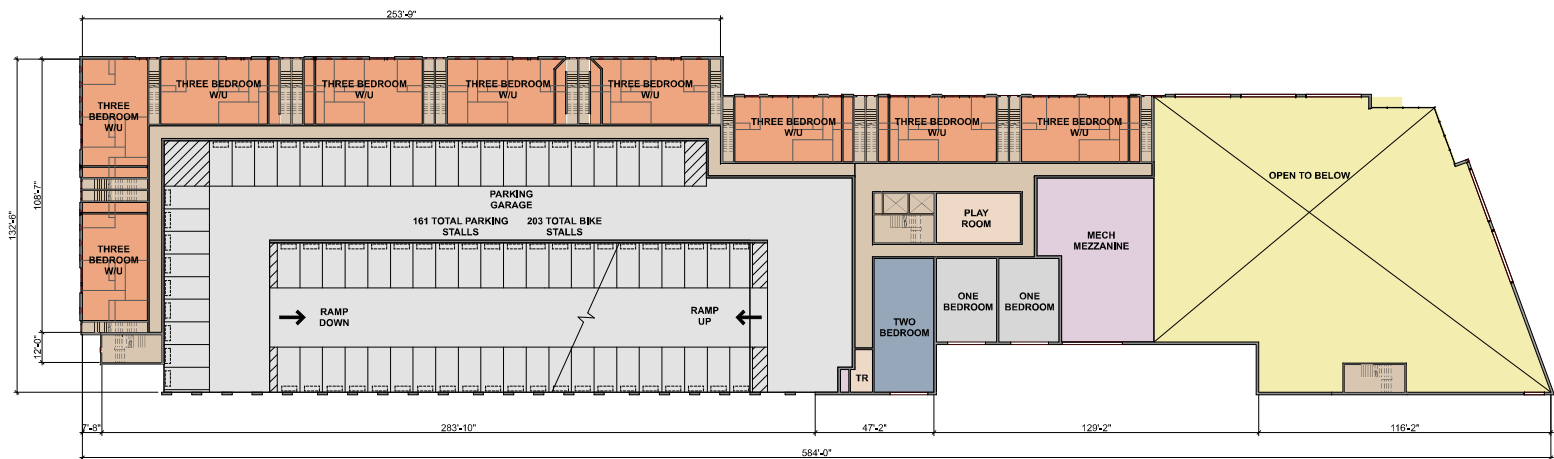 253'-9"
THREE BEDROOM
W/U
THREE BEDROOM
W/U
THREE BEDROOM
W/U
THREE BEDROOM
W/U
THREE
BEDROOM
W/U
THREE BEDROOM
W/U
THREE BEDROOM
W/U
THREE BEDROOM
W/U
132'-6"
108'-7"
OPEN TO BELOW
PARKING
GARAGE
161 TOTAL PARKING
STALLS
203 TOTAL BIKE
STALLS
PLAY
ROOM
MECH
MEZZANINE
THREE
BEDROOM
W/U
ONE
BEDROOM
ONE
BEDROOM
RAMP
DOWN
RAMP
UP
TWO
BEDROOM
12'-0"
TR
7'-8"
283'-10"
47'-2"
129'-2"
116'-2"
584'-0"